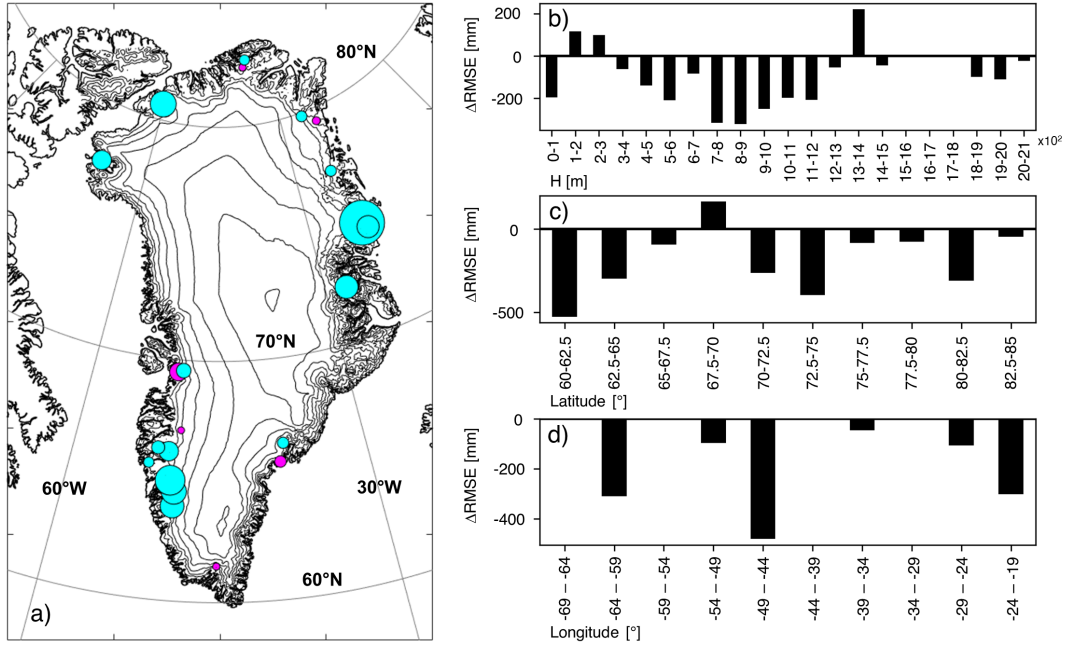 80°N
70°N
60°W
30°W
60°N
a)
b)
200
0
-200
ΔRMSE [mm]
0-1
1-2
2-3
3-4
4-5
5-6
6-7
7-8
8-9
9-10
10-11
11-12
12-13
13-14
14-15
15-16
16-17
17-18
18-19
19-20
20-21
x10²
H [m]
c)
0
-500
ΔRMSE [mm]
60-62.5
62.5-65
65-67.5
67.5-70
70-72.5
72.5-75
75-77.5
77.5-80
80-82.5
82.5-85
Latitude [°]
d)
0
-200
-400
ΔRMSE [mm]
-69 – -64
-64 – -59
-59 – -54
-54 – -49
-49 – -44
-44 – -39
-39 – -34
-34 – -29
-29 – -24
-24 – -19
Longitude [°]